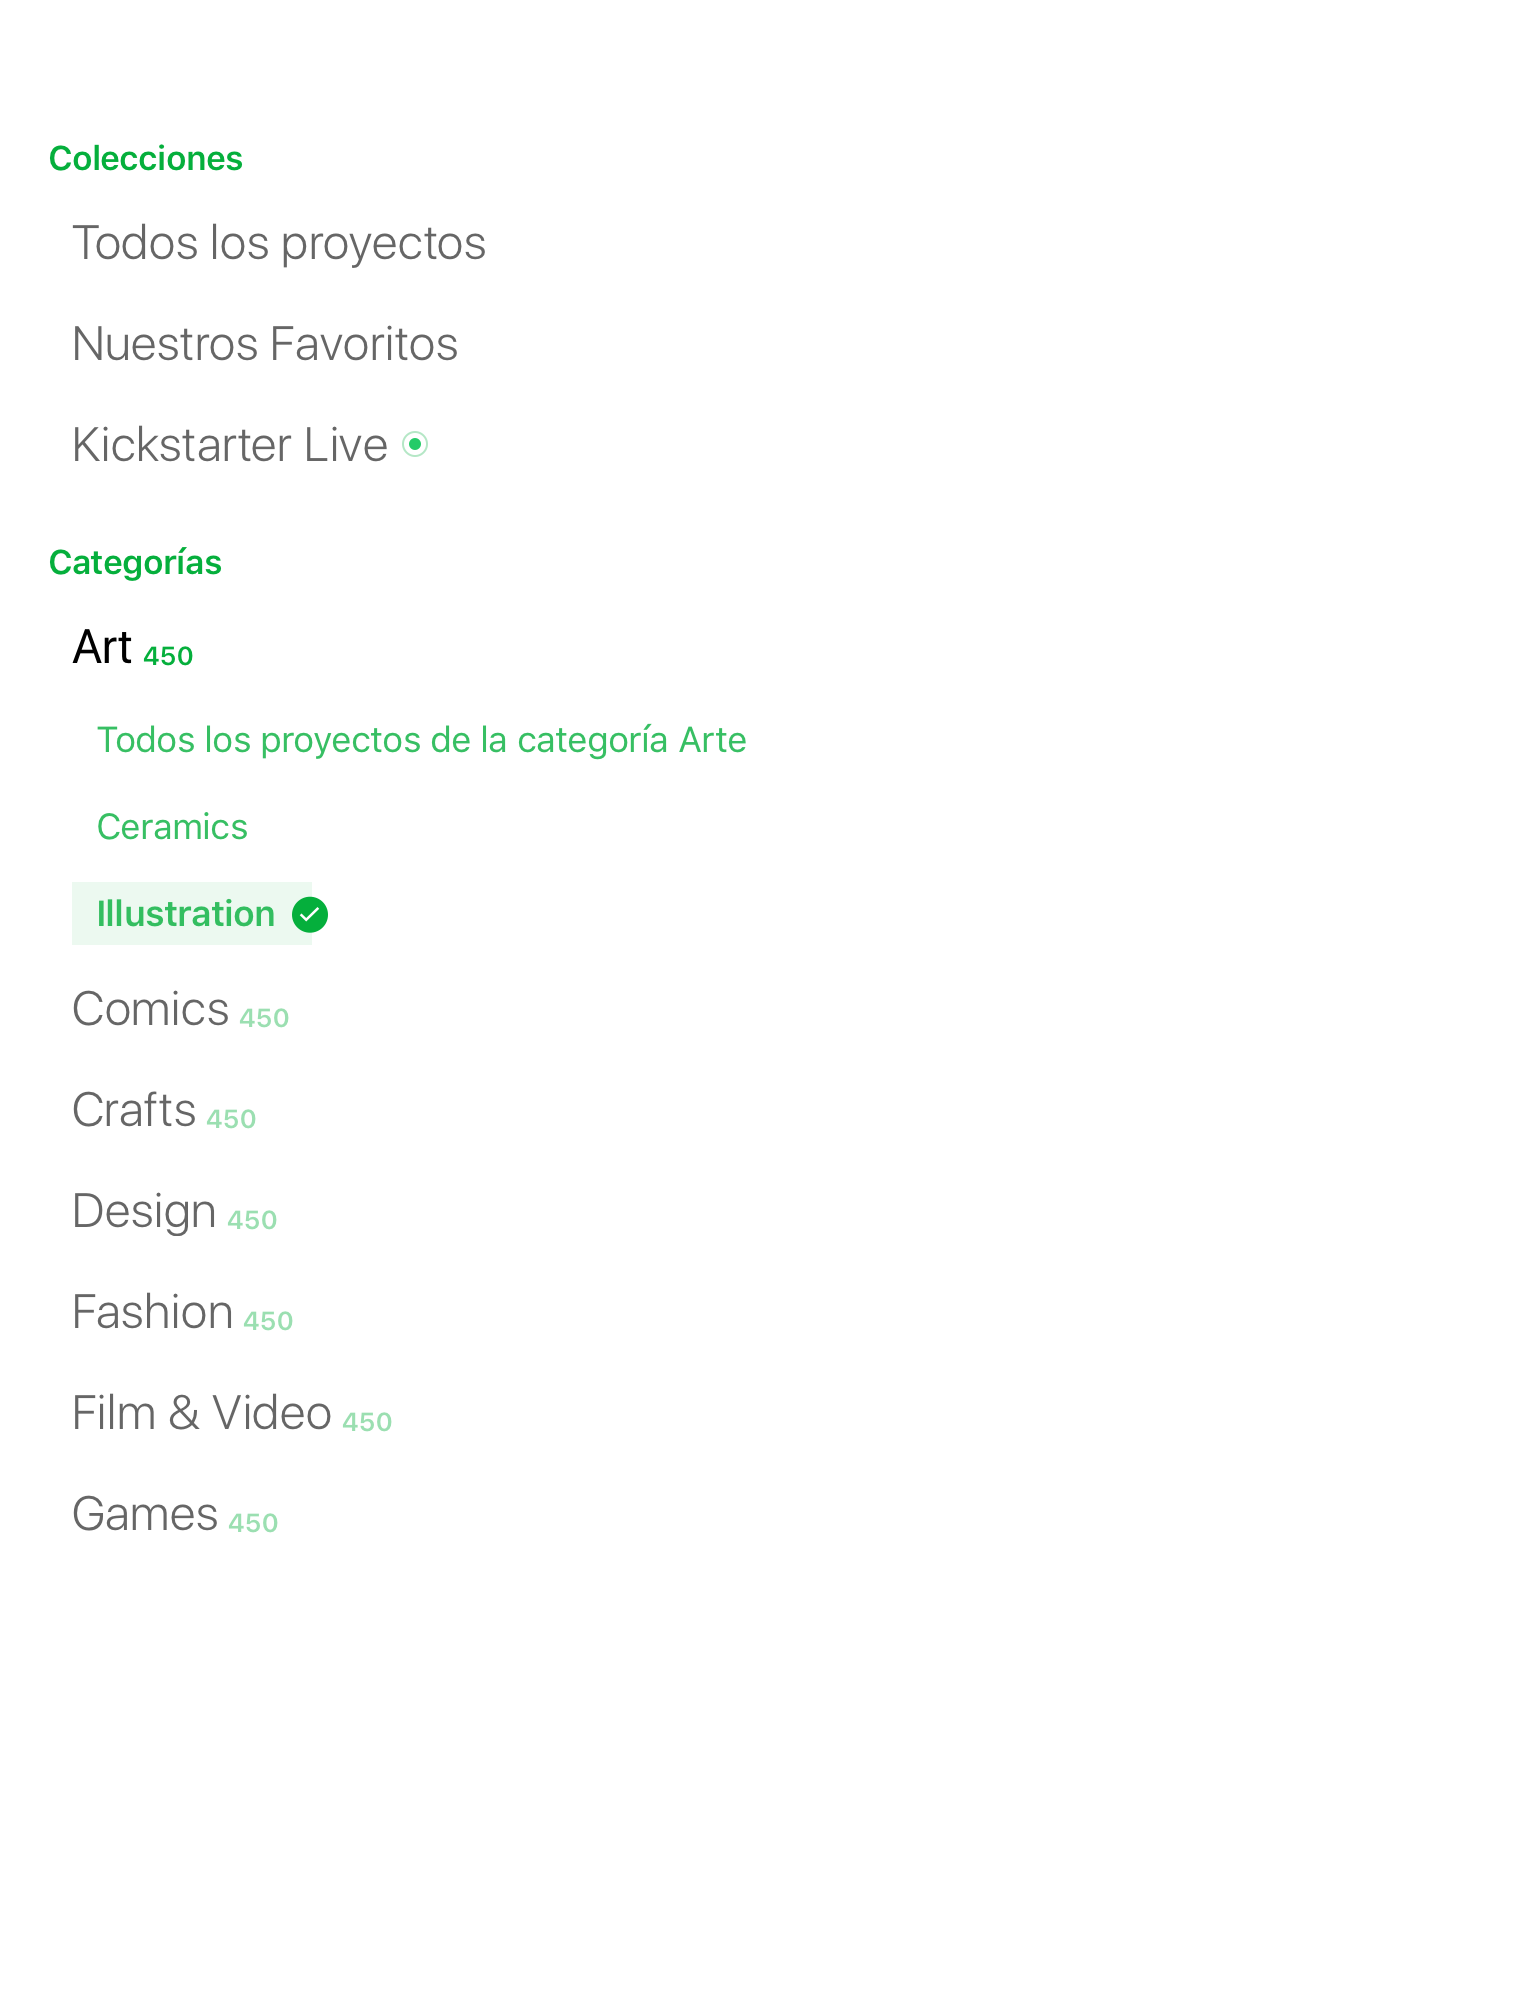 Colecciones
Todos los proyectos
Nuestros Favoritos
Kickstarter Live
Categorías
Art 450
Todos los proyectos de la categoría Arte
Ceramics
Illustration
Comics 450
Crafts 450
Design 450
Fashion 450
Film & Video 450
Games 450